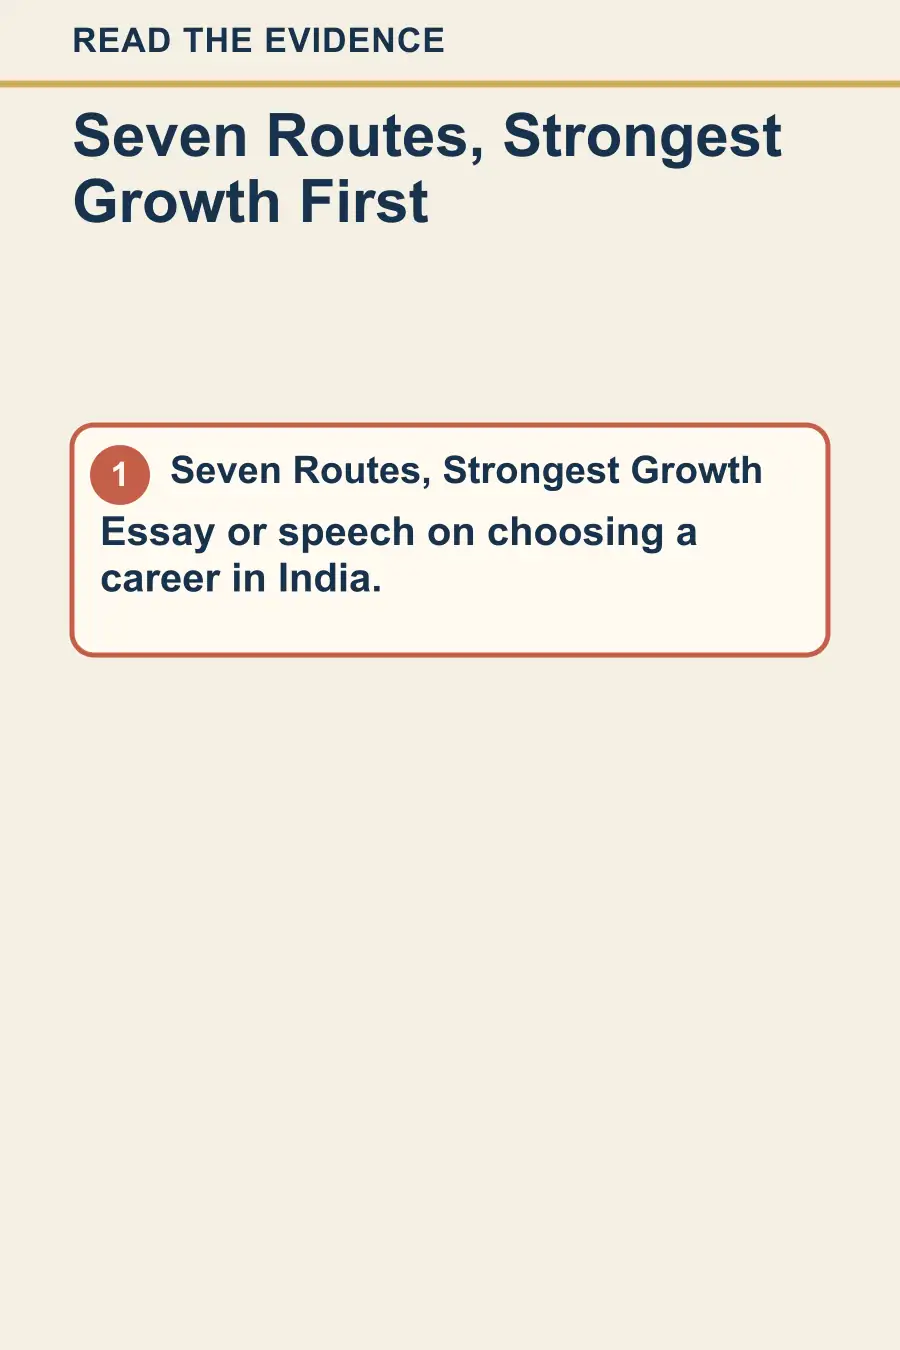 READ THE EVIDENCE
Seven Routes, Strongest
Growth First
1 Seven Routes, Strongest Growth
Essay or speech on choosing a
career in India.